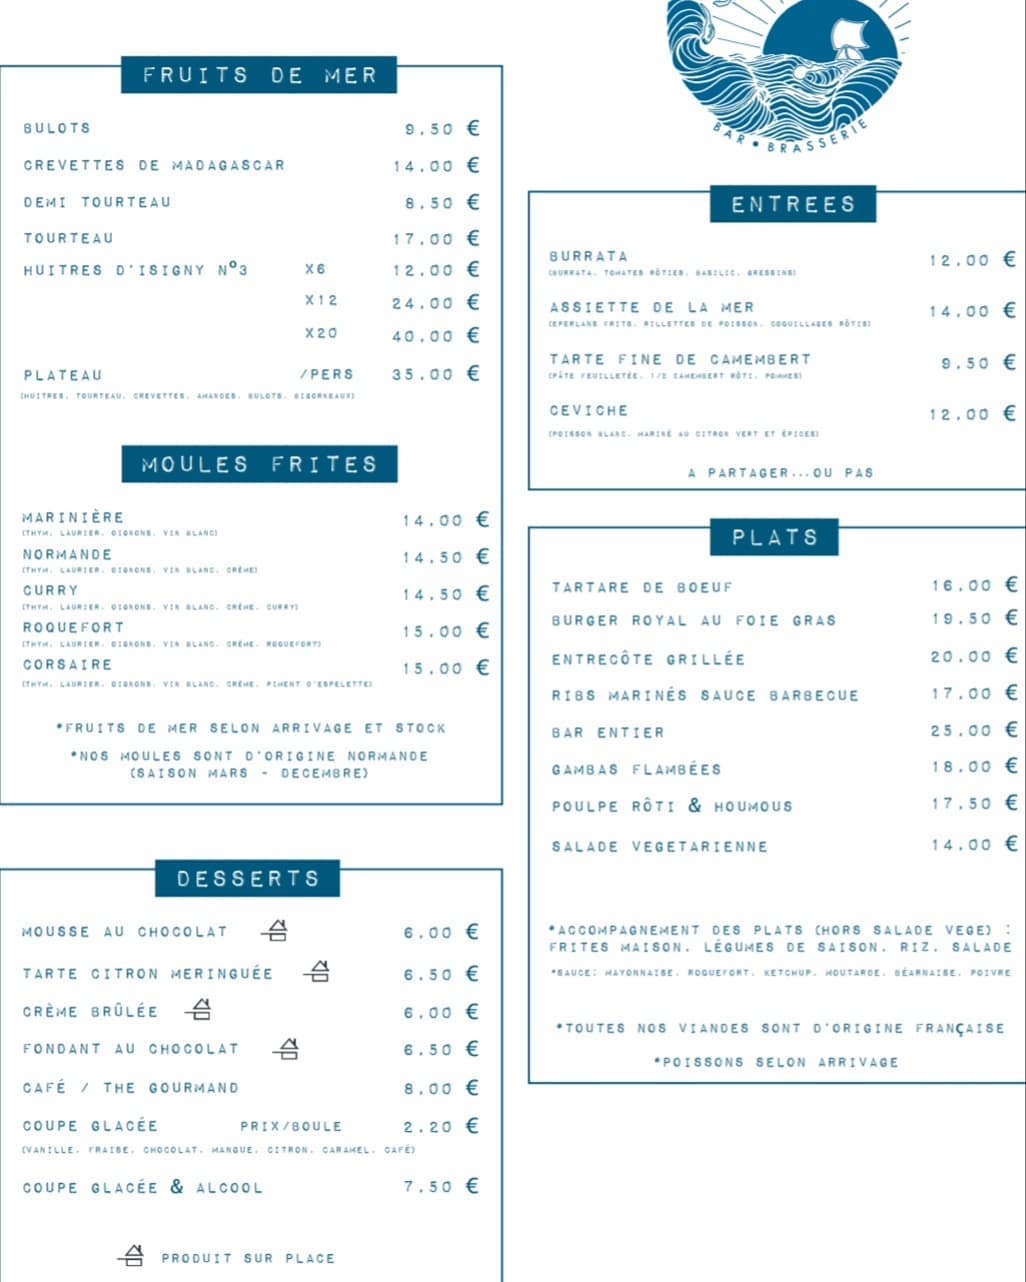 FRUITS DE MER
BULOTS 9,50 €
CREVETTES DE MADAGASCAR 14,00 €
DEMI TOURTEAU 8,50 €
TOURTEAU 17,00 €
HUITRES D'ISIGNY N°3 X6 12,00 €
X12 24,00 €
X20 40,00 €
PLATEAU /PERS 35,00 €
(HUITRES, TOURTEAU, CREVETTES, AMANDES, BULOTS, BIGORNEAUX)
MOULES FRITES
MARINIÈRE 14,00 €
(THYM, LAURIER, OIGNONS, VIN BLANC)
NORMANDE 14,50 €
(THYM, LAURIER, OIGNONS, VIN BLANC, CRÈME)
CURRY 14,50 €
(THYM, LAURIER, OIGNONS, VIN BLANC, CRÈME, CURRY)
ROQUEFORT 15,00 €
(THYM, LAURIER, OIGNONS, VIN BLANC, CRÈME, ROQUEFORT)
CORSAIRE 15,00 €
(THYM, LAURIER, OIGNONS, VIN BLANC, CRÈME, PIMENT D'ESPELETTE)
*FRUITS DE MER SELON ARRIVAGE ET STOCK
*NOS MOULES SONT D'ORIGINE NORMANDE
(SAISON MARS - DECEMBRE)
DESSERTS
MOUSSE AU CHOCOLAT 6,00 €
TARTE CITRON MERINGUÉE 6,50 €
CRÈME BRÛLÉE 6,00 €
FONDANT AU CHOCOLAT 6,50 €
CAFÉ / THE GOURMAND 8,00 €
COUPE GLACÉE PRIX/BOULE 2,20 €
(VANILLE, FRAISE, CHOCOLAT, MANGUE, CITRON, CARAMEL, CAFÉ)
COUPE GLACÉE & ALCOOL 7,50 €
PRODUIT SUR PLACE
BAR • BRASSERIE
ENTREES
BURRATA 12,00 €
(BURRATA, TOMATES RÔTIES, BASILIC, GRESSINS)
ASSIETTE DE LA MER 14,00 €
(EPERLANS FRITS, RILLETTES DE POISSON, COQUILLAGES RÔTIS)
TARTE FINE DE CAMEMBERT 9,50 €
(PÂTE FEUILLETÉE, 1/2 CAMEMBERT RÔTI, POMMES)
CEVICHE 12,00 €
(POISSON BLANC, MARINÉ AU CITRON VERT ET ÉPICES)
A PARTAGER...OU PAS
PLATS
TARTARE DE BOEUF 16,00 €
BURGER ROYAL AU FOIE GRAS 19,50 €
ENTRECÔTE GRILLÉE 20,00 €
RIBS MARINÉS SAUCE BARBECUE 17,00 €
BAR ENTIER 25,00 €
GAMBAS FLAMBÉES 18,00 €
POULPE RÔTI & HOUMOUS 17,50 €
SALADE VEGETARIENNE 14,00 €
*ACCOMPAGNEMENT DES PLATS (HORS SALADE VEGE) :
FRITES MAISON, LÉGUMES DE SAISON, RIZ, SALADE
*SAUCE: MAYONNAISE, ROQUEFORT, KETCHUP, MOUTARDE, BÉARNAISE, POIVRE
*TOUTES NOS VIANDES SONT D'ORIGINE FRANÇAISE
*POISSONS SELON ARRIVAGE